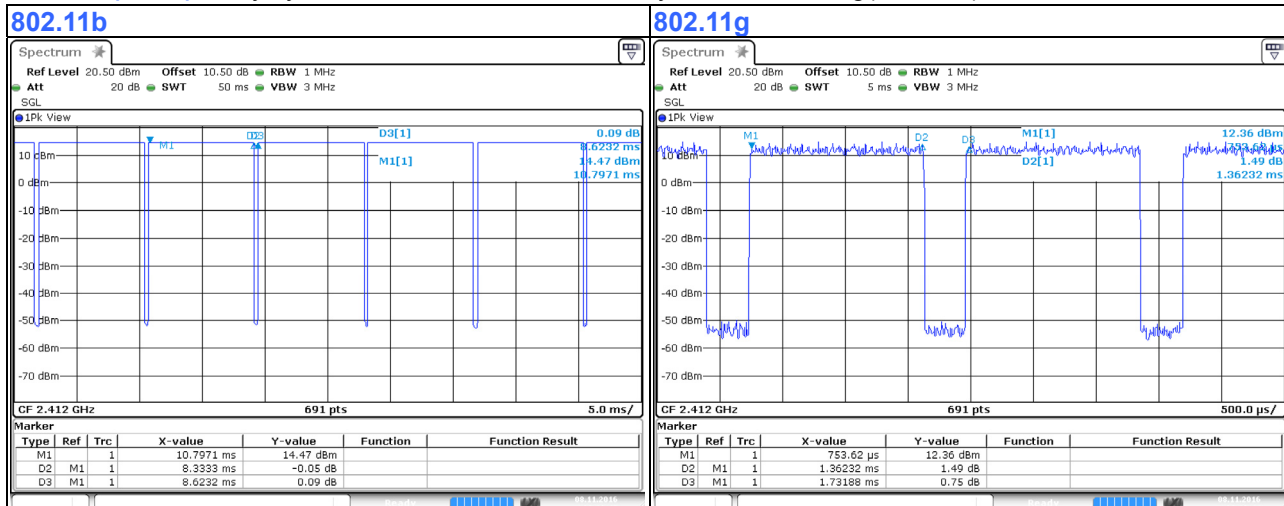 802.11b
Spectrum
Ref Level 20.50 dBm Offset 10.50 dB RBW 1 MHz
Att 20 dB SWT 50 ms VBW 3 MHz
SGL
1Pk View
D3[1] 0.09 dB
8.6232 ms
M1[1] 14.47 dBm
10.7971 ms
M1
D2 D3
10 dBm
0 dBm
-10 dBm
-20 dBm
-30 dBm
-40 dBm
-50 dBm
-60 dBm
-70 dBm
CF 2.412 GHz 691 pts 5.0 ms/
Marker
Type Ref Trc X-value Y-value Function Function Result
M1 1 10.7971 ms 14.47 dBm
D2 M1 1 8.3333 ms -0.05 dB
D3 M1 1 8.6232 ms 0.09 dB
08.11.2016
802.11g
Spectrum
Ref Level 20.50 dBm Offset 10.50 dB RBW 1 MHz
Att 20 dB SWT 5 ms VBW 3 MHz
SGL
1Pk View
M1[1] 12.36 dBm
753.62 µs
D2[1] 1.49 dB
1.36232 ms
M1
D2
D3
10 dBm
0 dBm
-10 dBm
-20 dBm
-30 dBm
-40 dBm
-50 dBm
-60 dBm
-70 dBm
CF 2.412 GHz 691 pts 500.0 µs/
Marker
Type Ref Trc X-value Y-value Function Function Result
M1 1 753.62 µs 12.36 dBm
D2 M1 1 1.36232 ms 1.49 dB
D3 M1 1 1.73188 ms 0.75 dB
08.11.2016